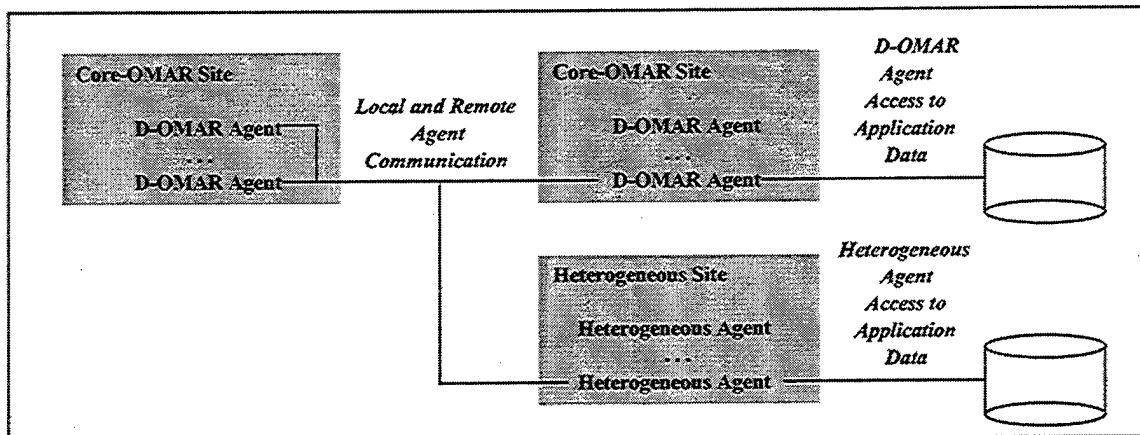 Core-OMAR Site
D-OMAR Agent
...
D-OMAR Agent
Local and Remote
Agent
Communication
Core-OMAR Site
D-OMAR Agent
...
D-OMAR Agent
D-OMAR
Agent
Access to
Application
Data
Heterogeneous Site
Heterogeneous Agent
...
Heterogeneous Agent
Heterogeneous
Agent
Access to
Application
Data